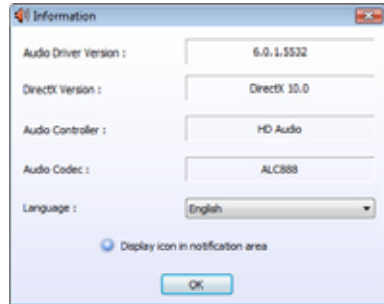 Information
Audio Driver Version : 6.0.1.5532
DirectX Version : DirectX 10.0
Audio Controller : HD Audio
Audio Codec : ALC888
Language : English
Display icon in notification area
OK